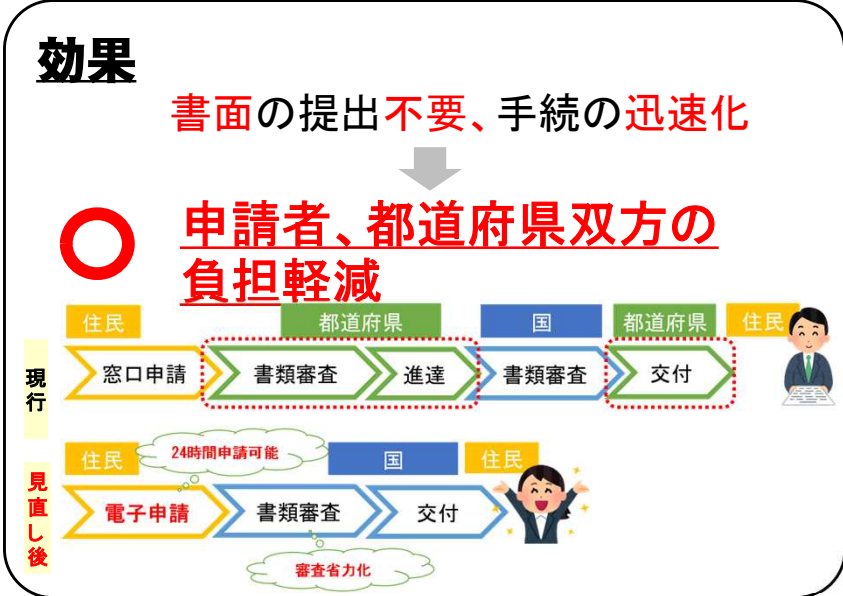 効果
書面の提出不要、手続の迅速化
申請者、都道府県双方の
負担軽減
住民
都道府県
国
都道府県
住民
現行
窓口申請
書類審査
進達
書類審査
交付
住民
24時間申請可能
国
住民
見直し後
電子申請
書類審査
交付
審査省力化